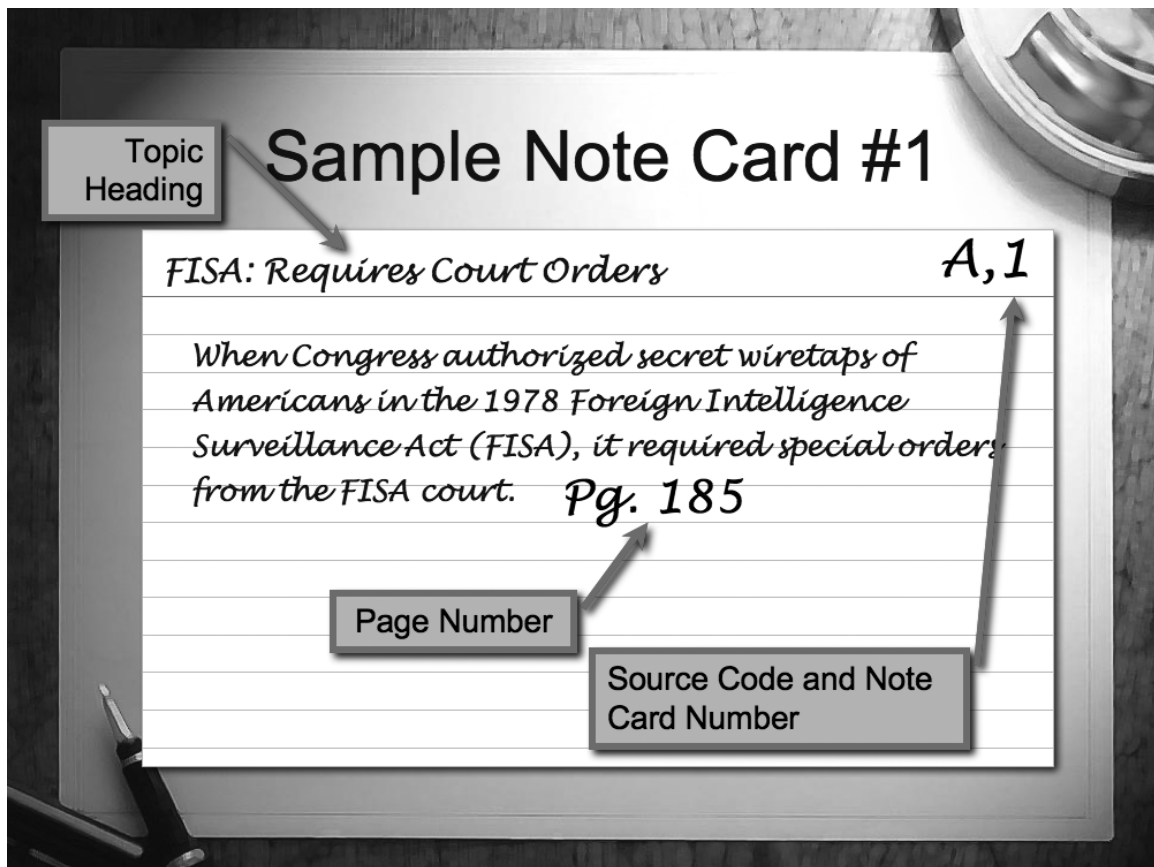 Sample Note Card #1
Topic
Heading
FISA: Requires Court Orders
A,1
When Congress authorized secret wiretaps of
Americans in the 1978 Foreign Intelligence
Surveillance Act (FISA), it required special orders
from the FISA court.
Pg. 185
Page Number
Source Code and Note
Card Number